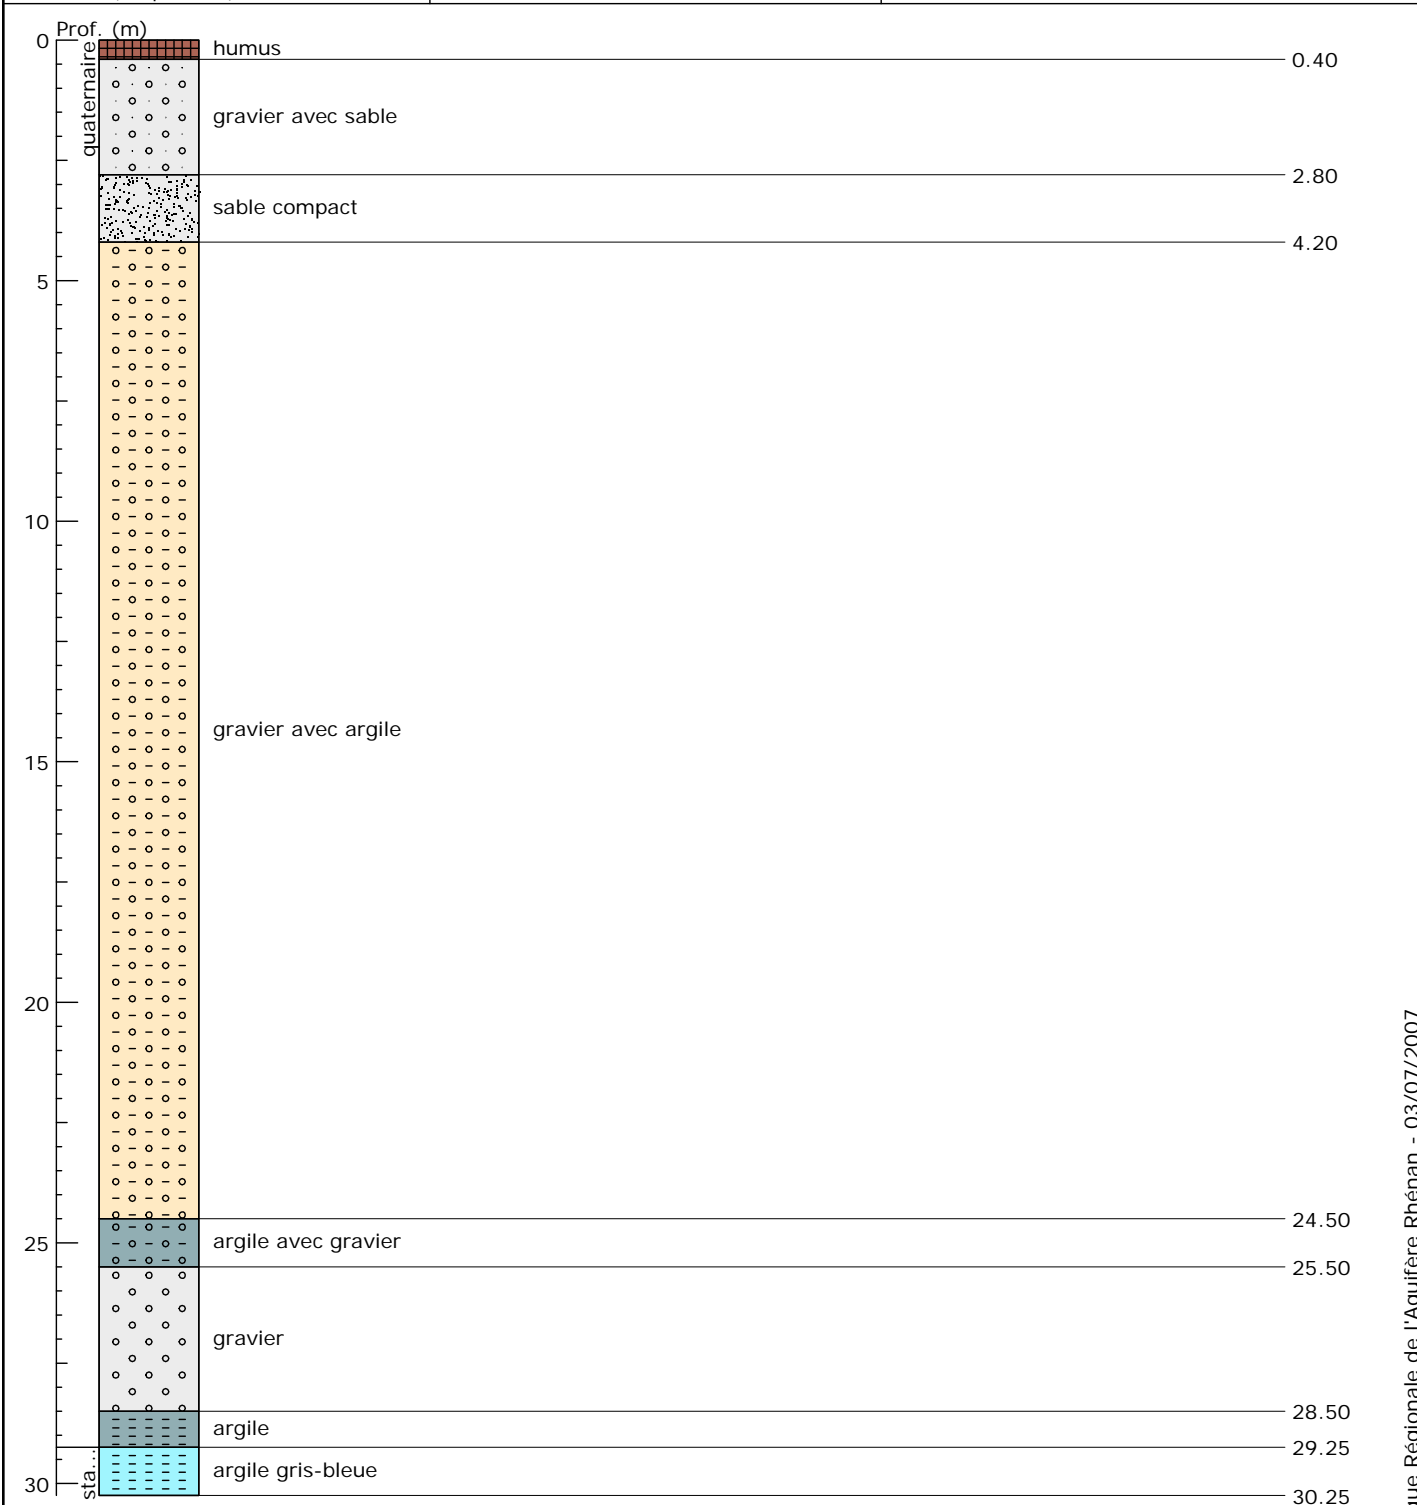 Prof. (m)
0
quaternaire
humus
0.40
gravier avec sable
2.80
sable compact
4.20
5
10
gravier avec argile
15
20
24.50
argile avec gravier
25
25.50
gravier
28.50
argile
29.25
sta...
argile gris-bleue
30
30.25
Régionale de l'Aquifère Rhénan - 03/07/2007